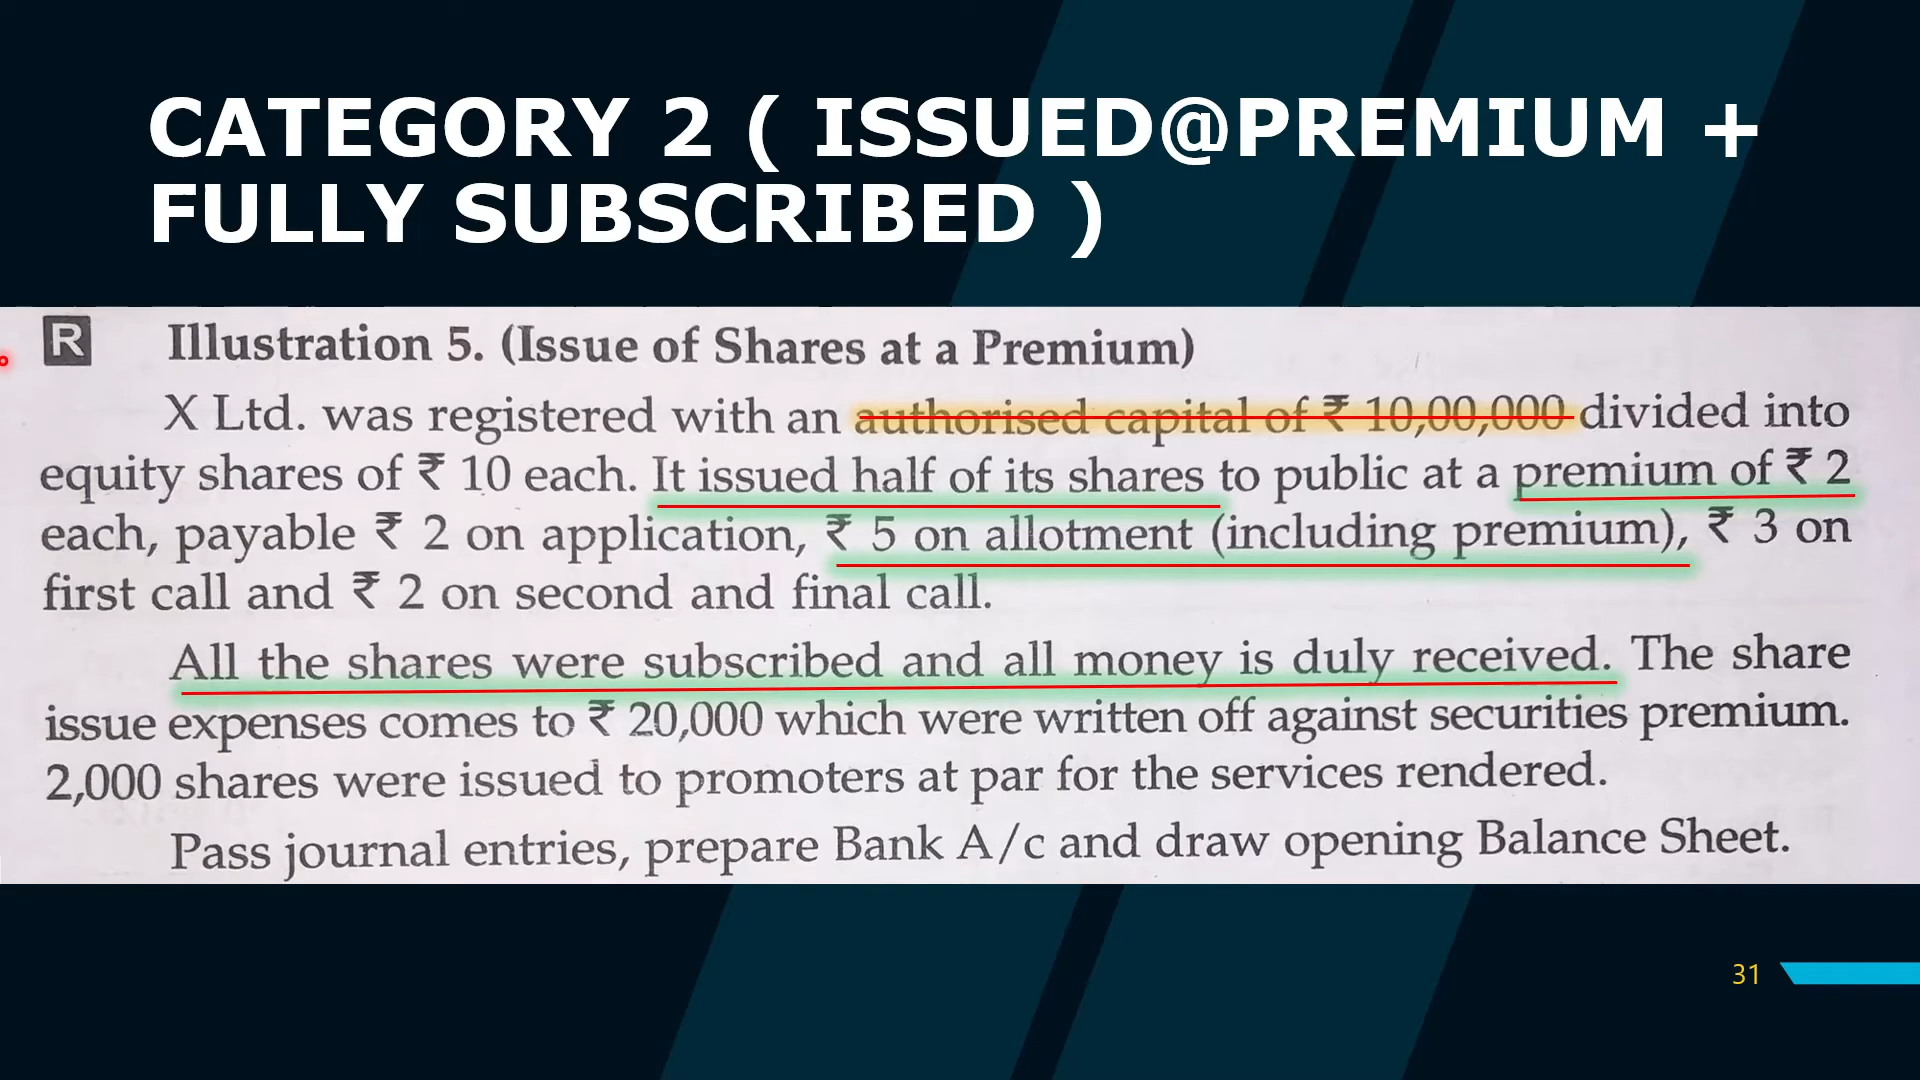 CATEGORY 2 ( ISSUED@PREMIUM +
FULLY SUBSCRIBED )
R Illustration 5. (Issue of Shares at a Premium)
X Ltd. was registered with an authorised capital of ₹ 10,00,000 divided into
equity shares of ₹ 10 each. It issued half of its shares to public at a premium of ₹ 2
each, payable ₹ 2 on application, ₹ 5 on allotment (including premium), ₹ 3 on
first call and ₹ 2 on second and final call.
All the shares were subscribed and all money is duly received. The share
issue expenses comes to ₹ 20,000 which were written off against securities premium.
2,000 shares were issued to promoters at par for the services rendered.
Pass journal entries, prepare Bank A/c and draw opening Balance Sheet.
31